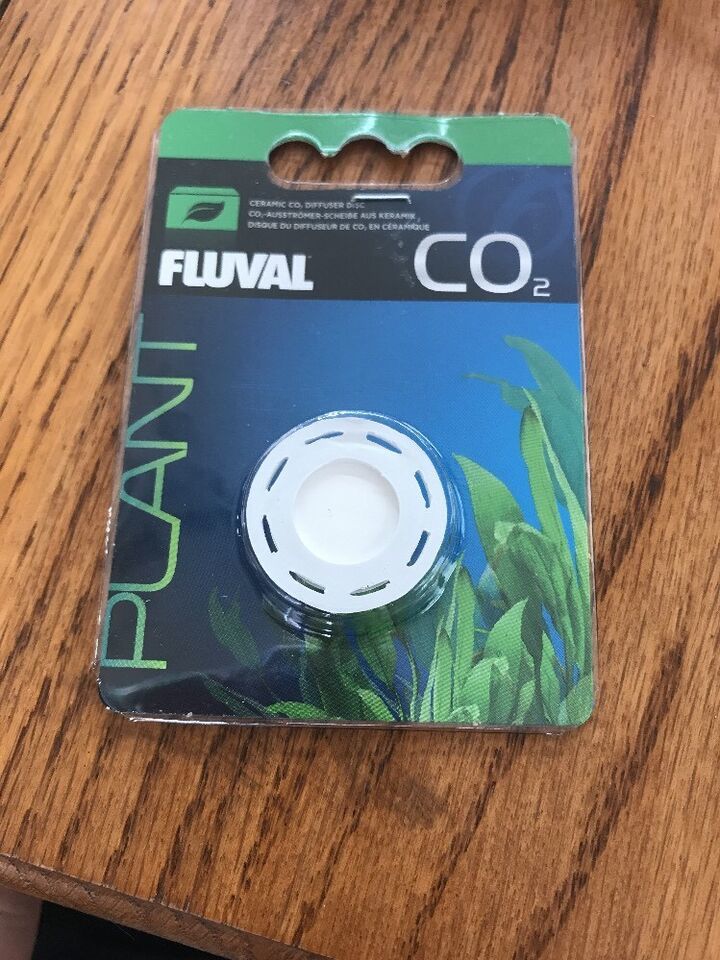 CERAMIC CO₂ DIFFUSER DISC
CO₂-AUSSTRÖMER-SCHEIBE AUS KERAMIK
DISQUE DU DIFFUSEUR DE CO₂ EN CÉRAMIQUE
FLUVAL
CO₂
PLANT